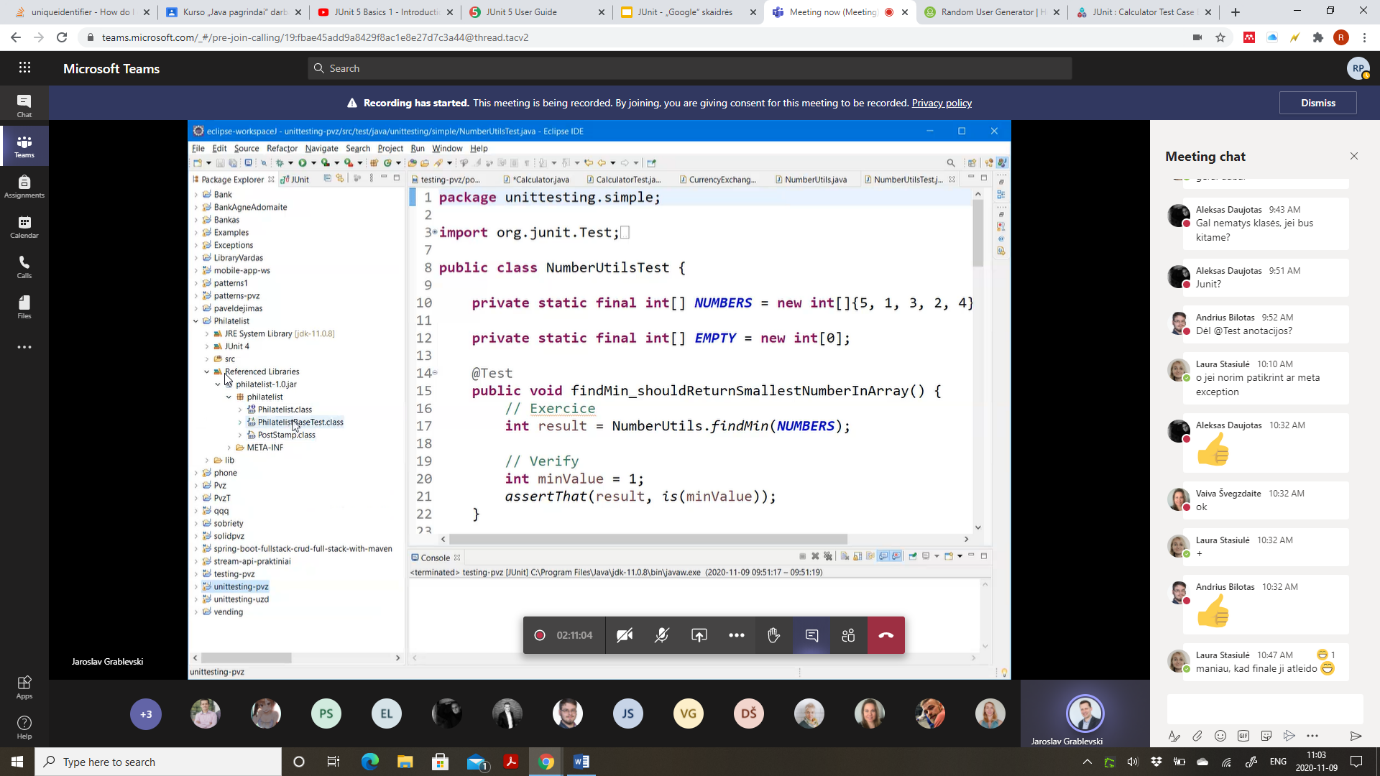 uniqueidentifier - How do I
Kurso „Java pagrindai" darb
JUnit 5 Basics 1 - Introducti
JUnit 5 User Guide
JUnit - „Google" skaidrės
Meeting now (Meeting
Random User Generator | H
JUnit : Calculator Test Case
teams.microsoft.com/_#/pre-join-calling/19:fbae45add9a8429f8ac1e8e27d7c3a44@thread.tacv2
R
Microsoft Teams
Search
RP
Recording has started. This meeting is being recorded. By joining, you are giving consent for this meeting to be recorded. Privacy policy
Dismiss
Chat
Teams
Assignments
Calendar
Calls
Files
Apps
Help
eclipse-workspaceJ - unittesting-pvz/src/test/java/unittesting/simple/NumberUtilsTest.java - Eclipse IDE
File Edit Source Refactor Navigate Search Project Run Window Help
Package Explorer
JUnit
testing-pvz/po...
*Calculator.java
CalculatorTest.ja...
CurrencyExchang...
NumberUtils.java
NumberUtilsTest.j...
Bank
BankAgneAdomaite
Bankas
Examples
Exceptions
LibraryVardas
mobile-app-ws
patterns1
patterns-pvz
paveldejimas
Philatelist
JRE System Library [jdk-11.0.8]
JUnit 4
src
Referenced Libraries
philatelist-1.0.jar
philatelist
Philatelist.class
PhilatelistBaseTest.class
PostStamp.class
META-INF
lib
phone
Pvz
PvzT
qqq
sobriety
solidpvz
spring-boot-fullstack-crud-full-stack-with-maven
stream-api-praktiniai
testing-pvz
unittesting-pvz
unittesting-uzd
vending
1 package unittesting.simple;
2
3 import org.junit.Test;
7
8 public class NumberUtilsTest {
9
10 private static final int[] NUMBERS = new int[]{5, 1, 3, 2, 4}
11
12 private static final int[] EMPTY = new int[0];
13
14 @Test
15 public void findMin_shouldReturnSmallestNumberInArray() {
16 // Exercice
17 int result = NumberUtils.findMin(NUMBERS);
18
19 // Verify
20 int minValue = 1;
21 assertThat(result, is(minValue));
22 }
23
Console
<terminated> testing-pvz [JUnit] C:\Program Files\Java\jdk-11.0.8\bin\javaw.exe (2020-11-09 09:51:17 – 09:51:19)
02:11:04
unittesting-pvz
Jaroslav Grablevski
+3
PS
EL
JS
VG
DŠ
Jaroslav Grablevski
Meeting chat
Aleksas Daujotas 9:43 AM
Gal nematys klasės, jei bus
kitame?
Aleksas Daujotas 9:51 AM
Junit?
Andrius Bilotas 9:52 AM
Dėl @Test anotacijos?
Laura Stasiulė 10:10 AM
o jei norim patikrint ar meta
exception
Aleksas Daujotas 10:32 AM
Vaiva Švegzdaite 10:32 AM
ok
Laura Stasiulė 10:32 AM
+
Andrius Bilotas 10:32 AM
Laura Stasiulė 10:47 AM 1
maniau, kad finale ji atleido
Type here to search
1
ENG
11:03
2020-11-09